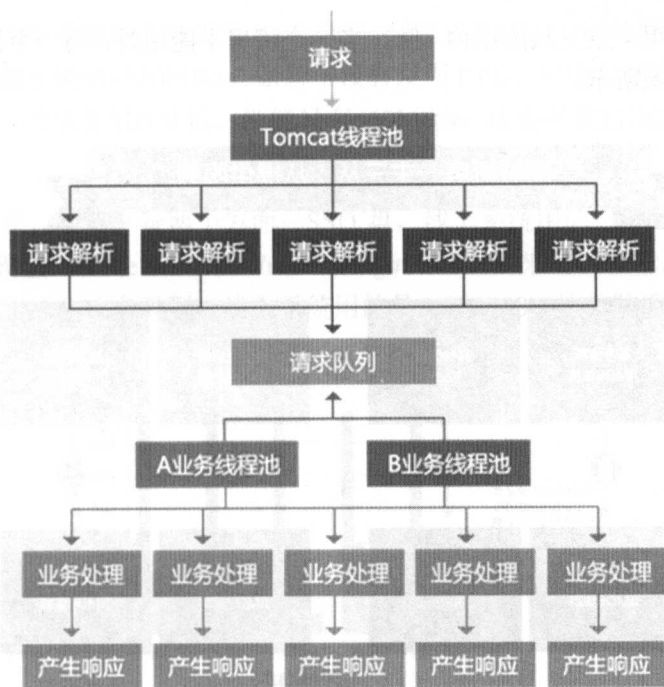 请求
Tomcat线程池
请求解析 请求解析 请求解析 请求解析 请求解析
请求队列
A业务线程池 B业务线程池
业务处理 业务处理 业务处理 业务处理 业务处理
产生响应 产生响应 产生响应 产生响应 产生响应